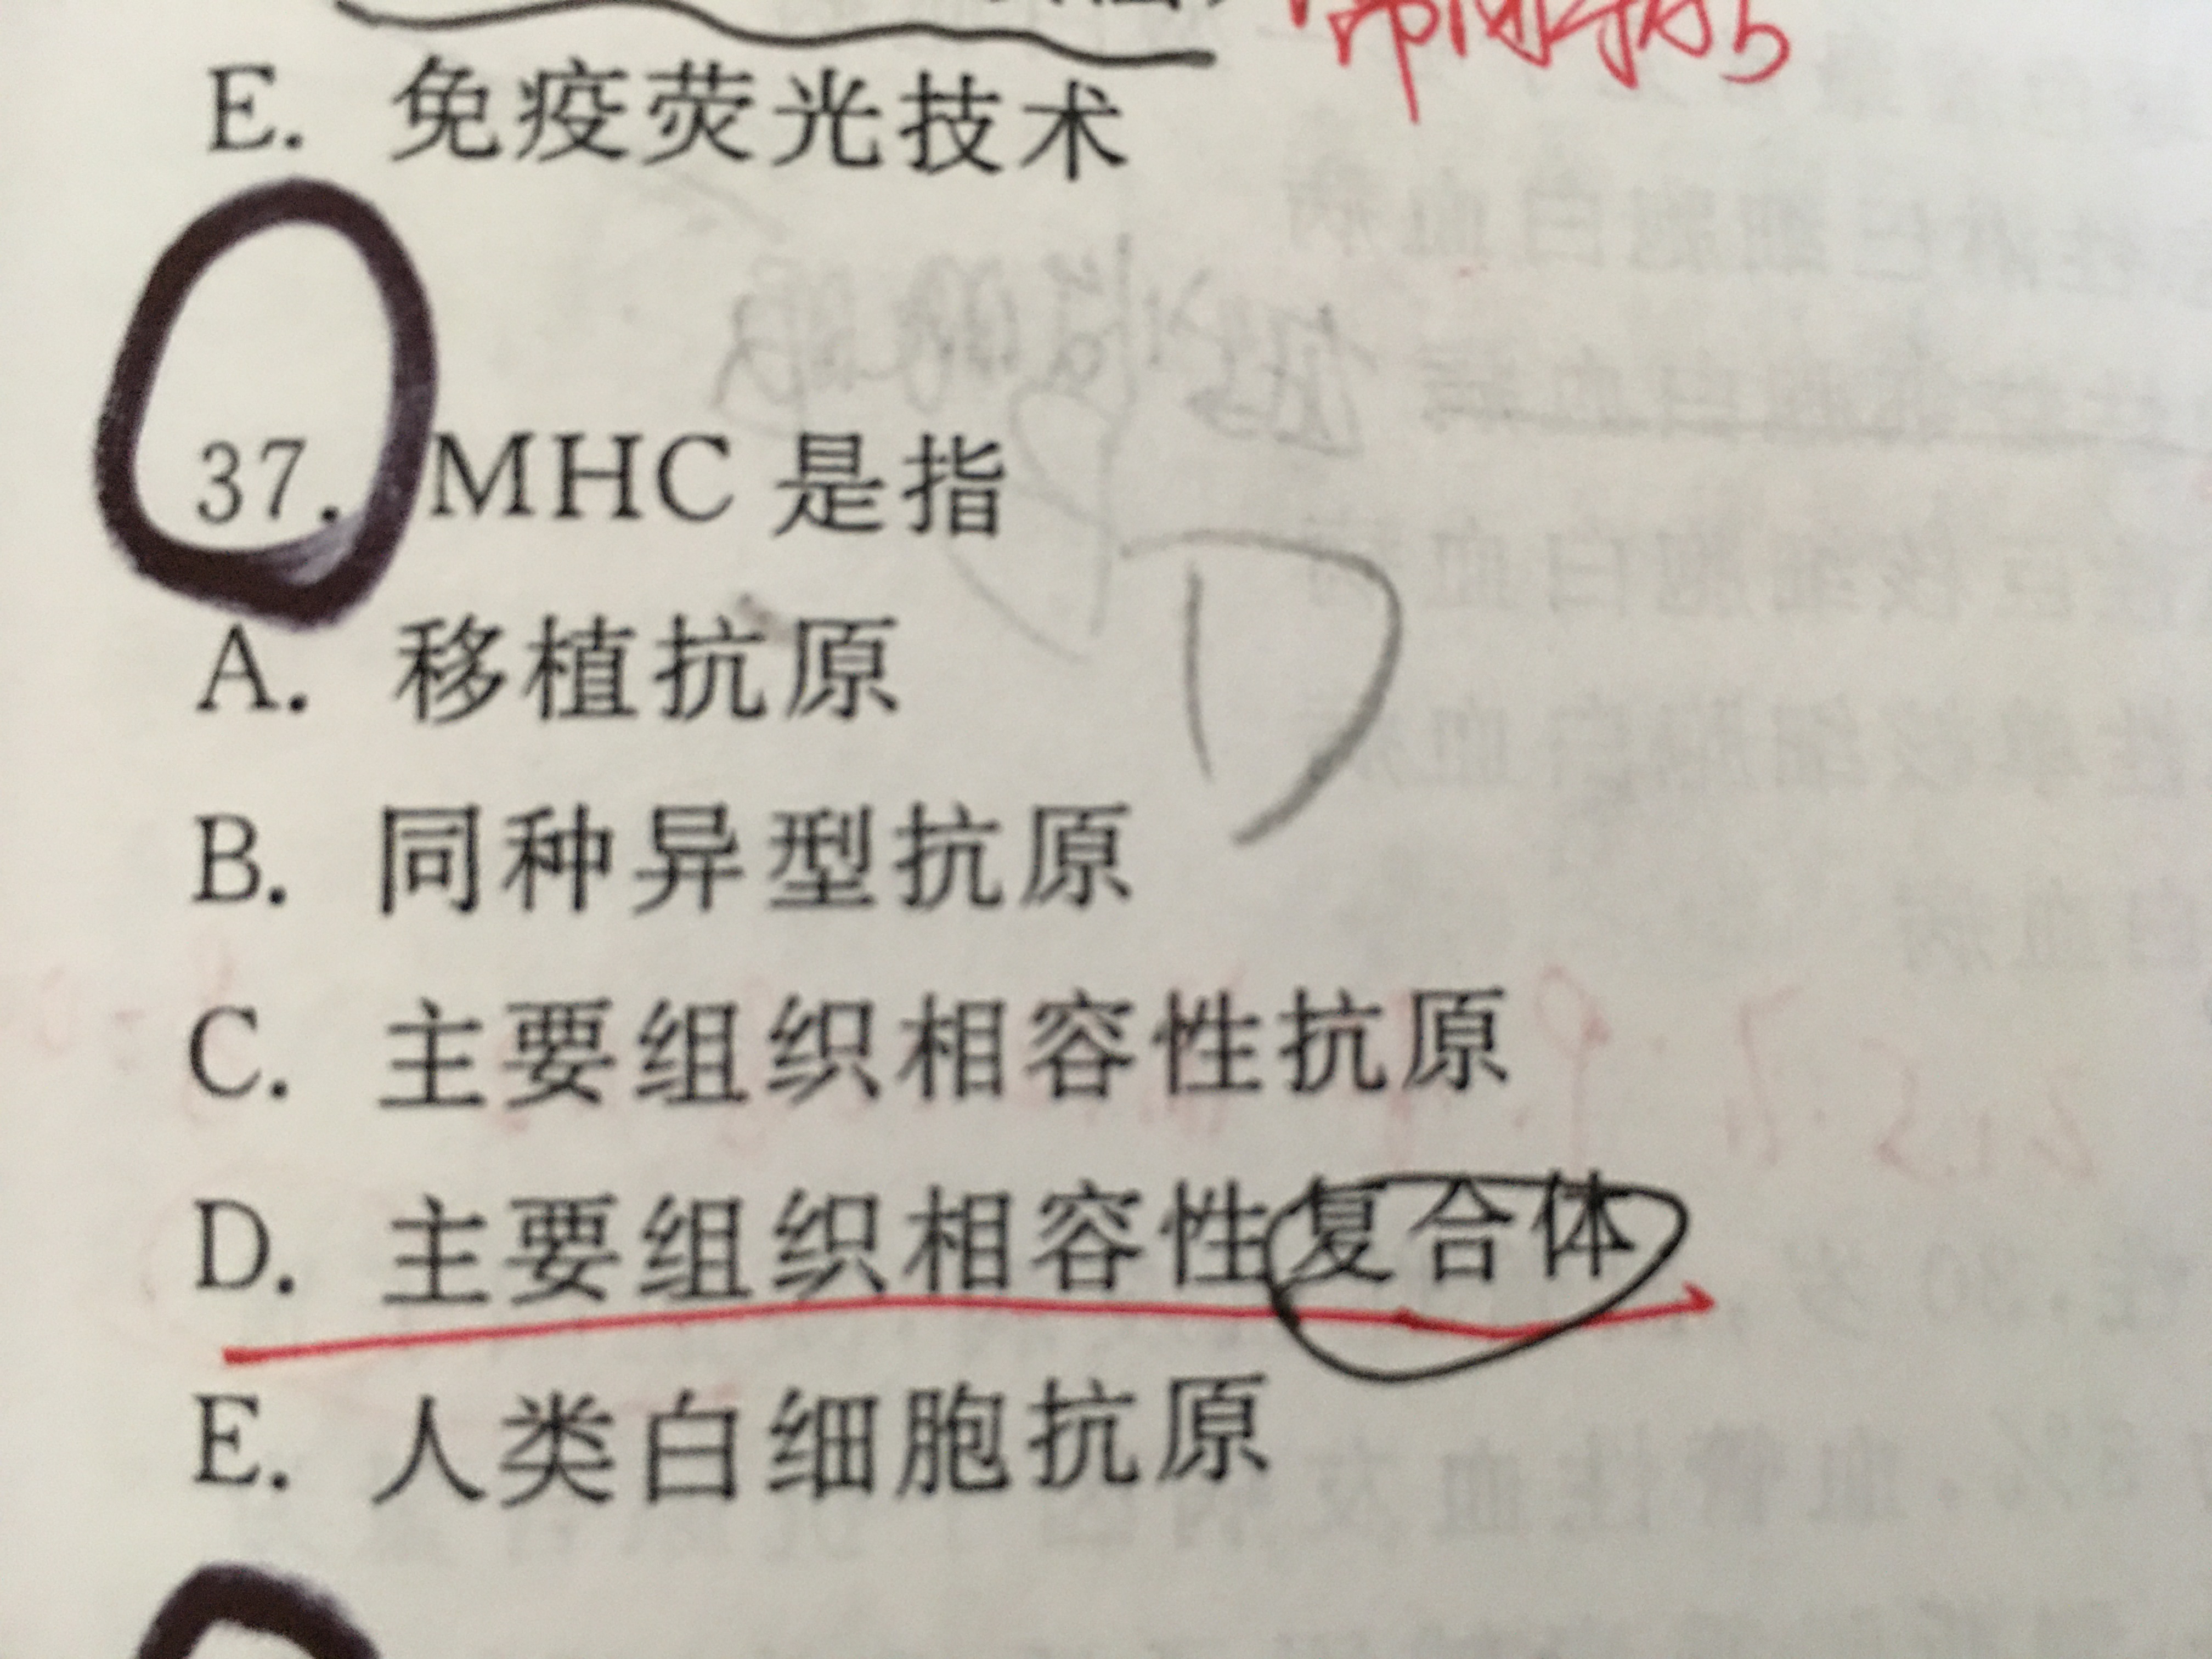 E. 免疫荧光技术
37. MHC 是指
A. 移植抗原
B. 同种异型抗原
C. 主要组织相容性抗原
D. 主要组织相容性复合体
E. 人类白细胞抗原
D